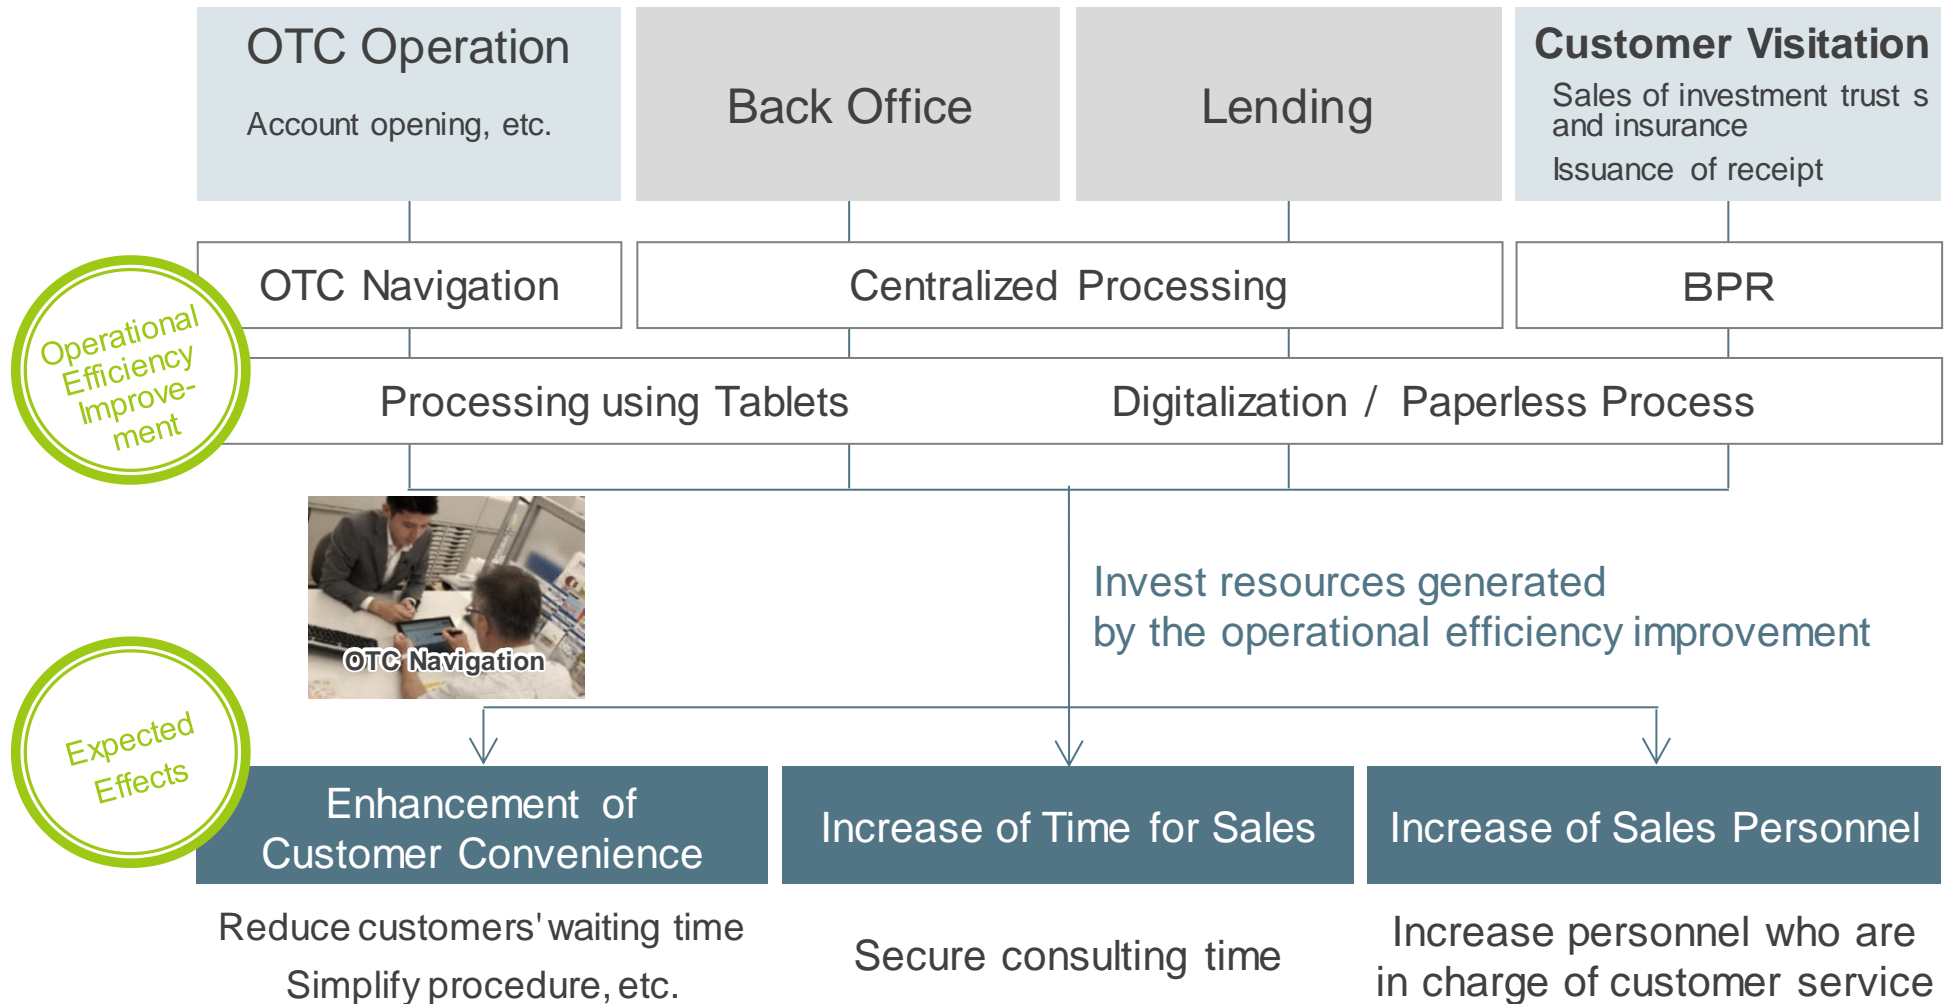 OTC Operation
Account opening, etc.
Back Office
Lending
Customer Visitation
Sales of investment trust s
and insurance
Issuance of receipt
OTC Navigation
Centralized Processing
BPR
Operational
Efficiency
Improve-
ment
Processing using Tablets
Digitalization / Paperless Process
OTC Navigation
Invest resources generated
by the operational efficiency improvement
Expected
Effects
Enhancement of
Customer Convenience
Increase of Time for Sales
Increase of Sales Personnel
Reduce customers' waiting time
Simplify procedure, etc.
Secure consulting time
Increase personnel who are
in charge of customer service